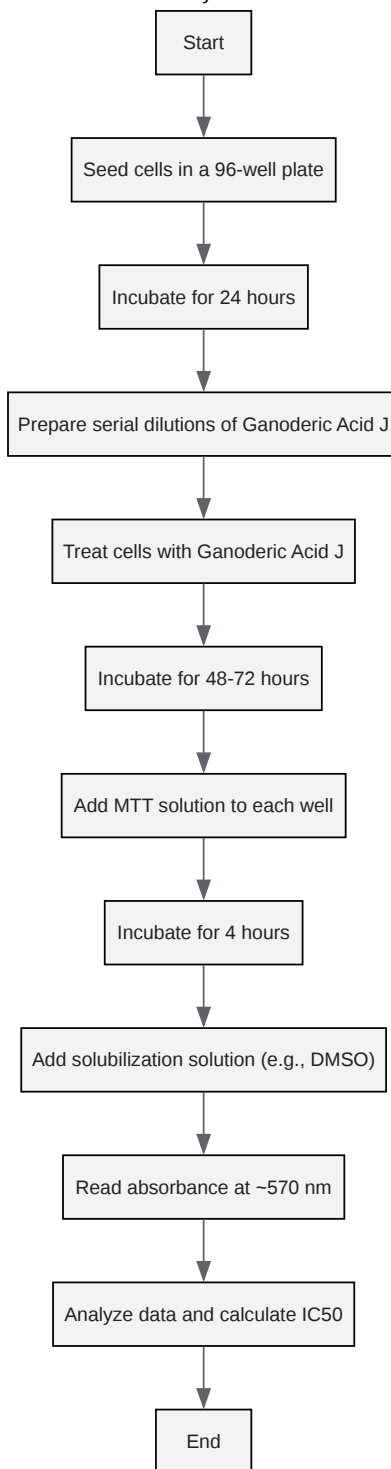 Start
Seed cells in a 96-well plate
Incubate for 24 hours
Prepare serial dilutions of Ganoderic Acid J
Treat cells with Ganoderic Acid J
Incubate for 48-72 hours
Add MTT solution to each well
Incubate for 4 hours
Add solubilization solution (e.g., DMSO)
Read absorbance at ~570 nm
Analyze data and calculate IC50
End